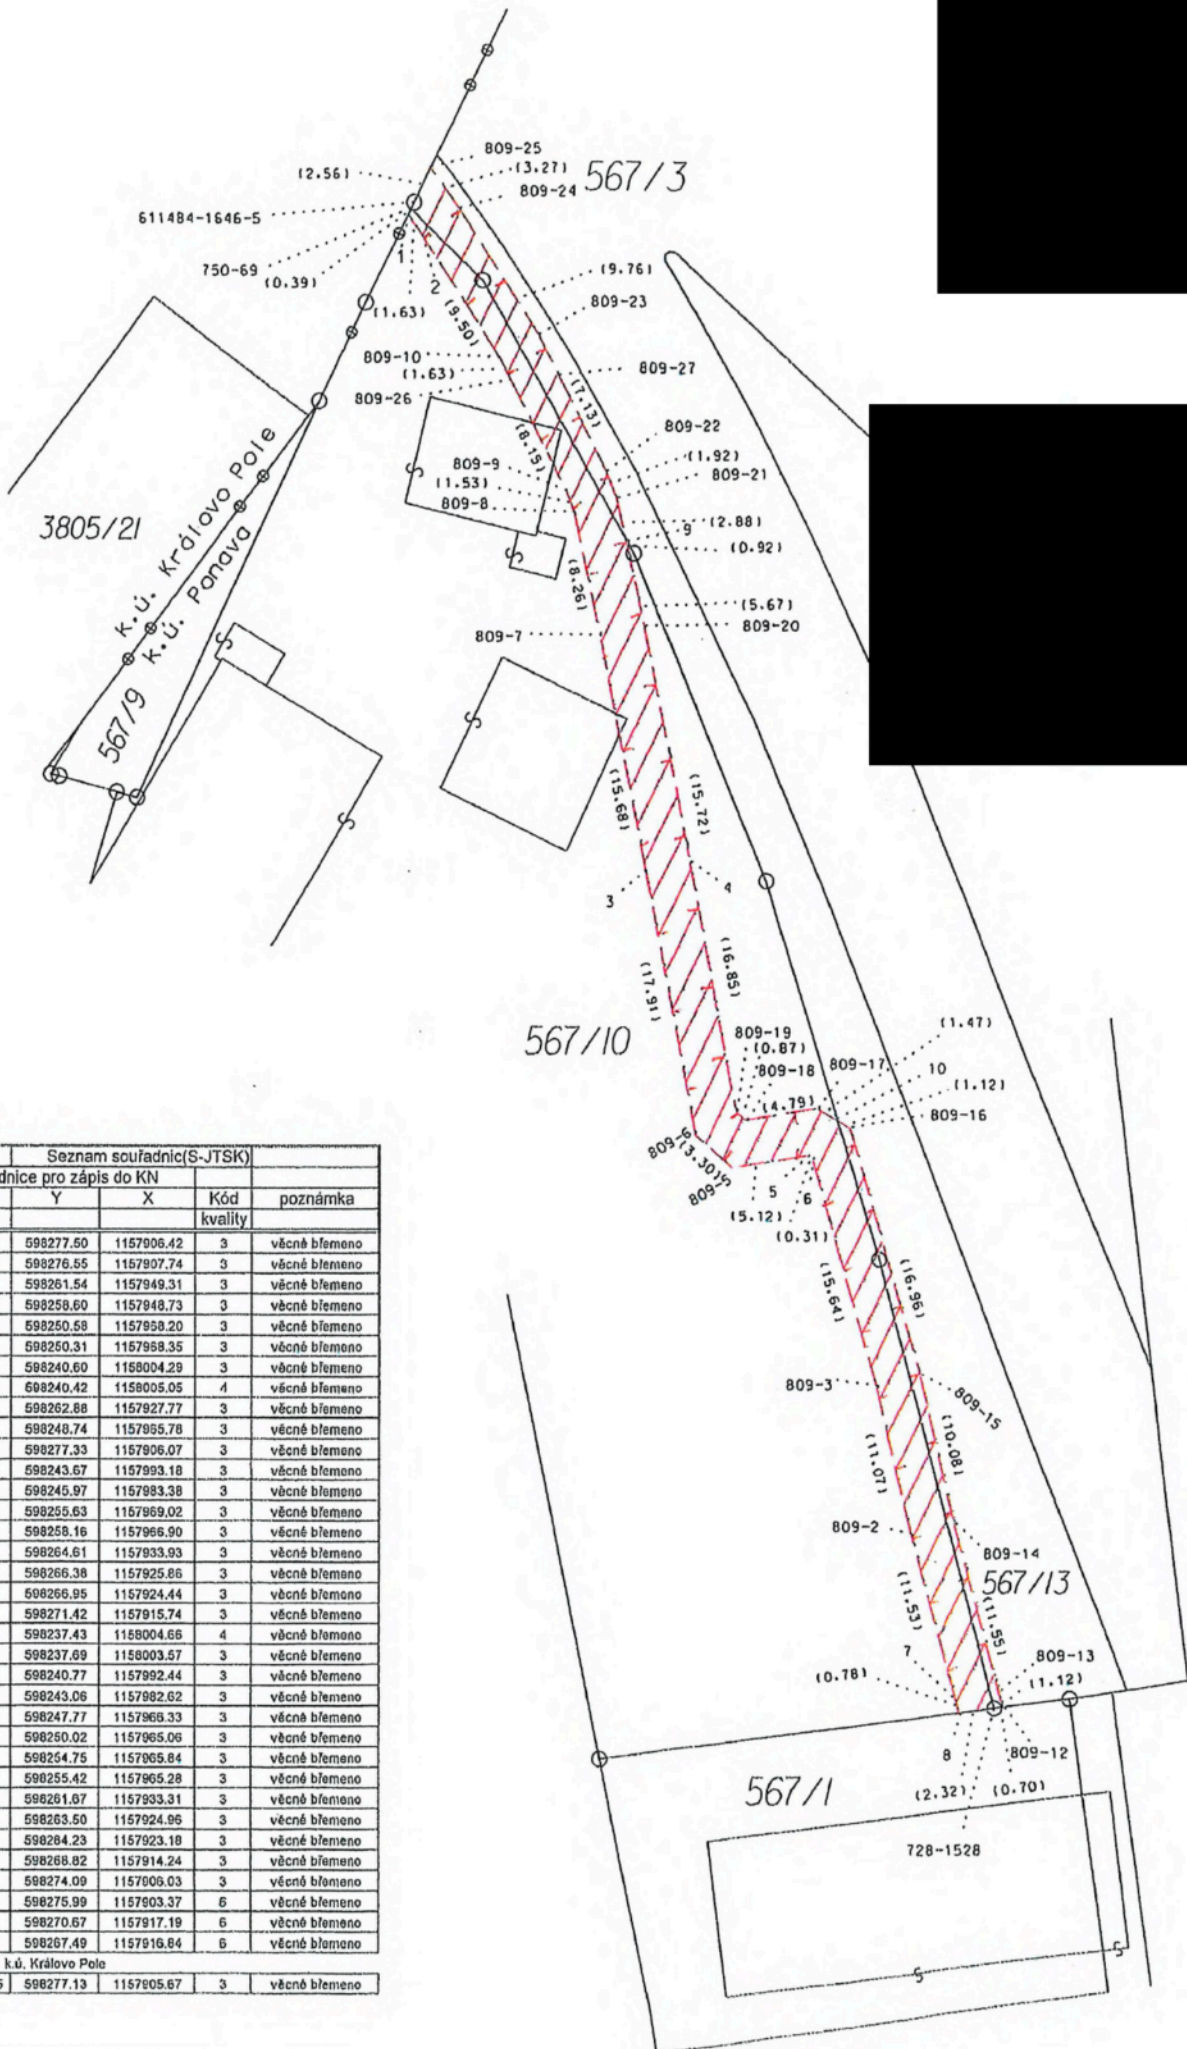 809-25
(3.27)
567/3
(2.56)
809-24
611484-1646-5
750-69
(0.39)
1
2
(9.76)
809-23
(1.63)
(9.50)
809-10
(1.63)
809-27
809-26
(7.13)
809-22
(8.15)
809-9
(1.92)
(1.53)
809-21
809-8
3805/21
(2.88)
9
(0.92)
k.ú. Královo Pole
k.ú. Ponava
(8.26)
(5.67)
809-20
809-7
567/9
(15.68)
(15.72)
3
4
(17.91)
(16.85)
567/10
809-19
(0.87)
809-18
809-17
(1.47)
10
(1.12)
(4.79)
809-16
809-6
(3.30)
809-5
5
6
(5.12)
(0.31)
(15.64)
(16.96)
809-3
809-15
(11.07)
(10.08)
809-2
809-14
567/13
(11.53)
(11.55)
7
809-13
(0.78)
(1.12)
8
809-12
567/1
(2.32)
(0.70)
728-1528
Seznam souřadnic(S-JTSK)
dnice pro zápis do KN
Y X Kód poznámka
kvality
598277.50 1157906.42 3 věcné břemeno
598276.55 1157907.74 3 věcné břemeno
598261.54 1157949.31 3 věcné břemeno
598258.60 1157948.73 3 věcné břemeno
598250.58 1157968.20 3 věcné břemeno
598250.31 1157968.35 3 věcné břemeno
598240.60 1158004.29 3 věcné břemeno
598240.42 1158005.05 4 věcné břemeno
598262.88 1157927.77 3 věcné břemeno
598248.74 1157965.78 3 věcné břemeno
598277.33 1157906.07 3 věcné břemeno
598243.67 1157993.18 3 věcné břemeno
598245.97 1157983.38 3 věcné břemeno
598255.63 1157969.02 3 věcné břemeno
598258.16 1157966.90 3 věcné břemeno
598264.61 1157933.93 3 věcné břemeno
598266.38 1157925.86 3 věcné břemeno
598266.95 1157924.44 3 věcné břemeno
598271.42 1157915.74 3 věcné břemeno
598237.43 1158004.66 4 věcné břemeno
598237.69 1158003.57 3 věcné břemeno
598240.77 1157992.44 3 věcné břemeno
598243.06 1157982.62 3 věcné břemeno
598247.77 1157966.33 3 věcné břemeno
598250.02 1157965.06 3 věcné břemeno
598254.75 1157965.84 3 věcné břemeno
598255.42 1157965.28 3 věcné břemeno
598261.67 1157933.31 3 věcné břemeno
598263.50 1157924.96 3 věcné břemeno
598264.23 1157923.18 3 věcné břemeno
598268.82 1157914.24 3 věcné břemeno
598274.09 1157906.03 3 věcné břemeno
598275.99 1157903.37 6 věcné břemeno
598270.67 1157917.19 6 věcné břemeno
598267.49 1157916.84 6 věcné břemeno
k.ú. Královo Pole
5 598277.13 1157905.67 3 věcné břemeno